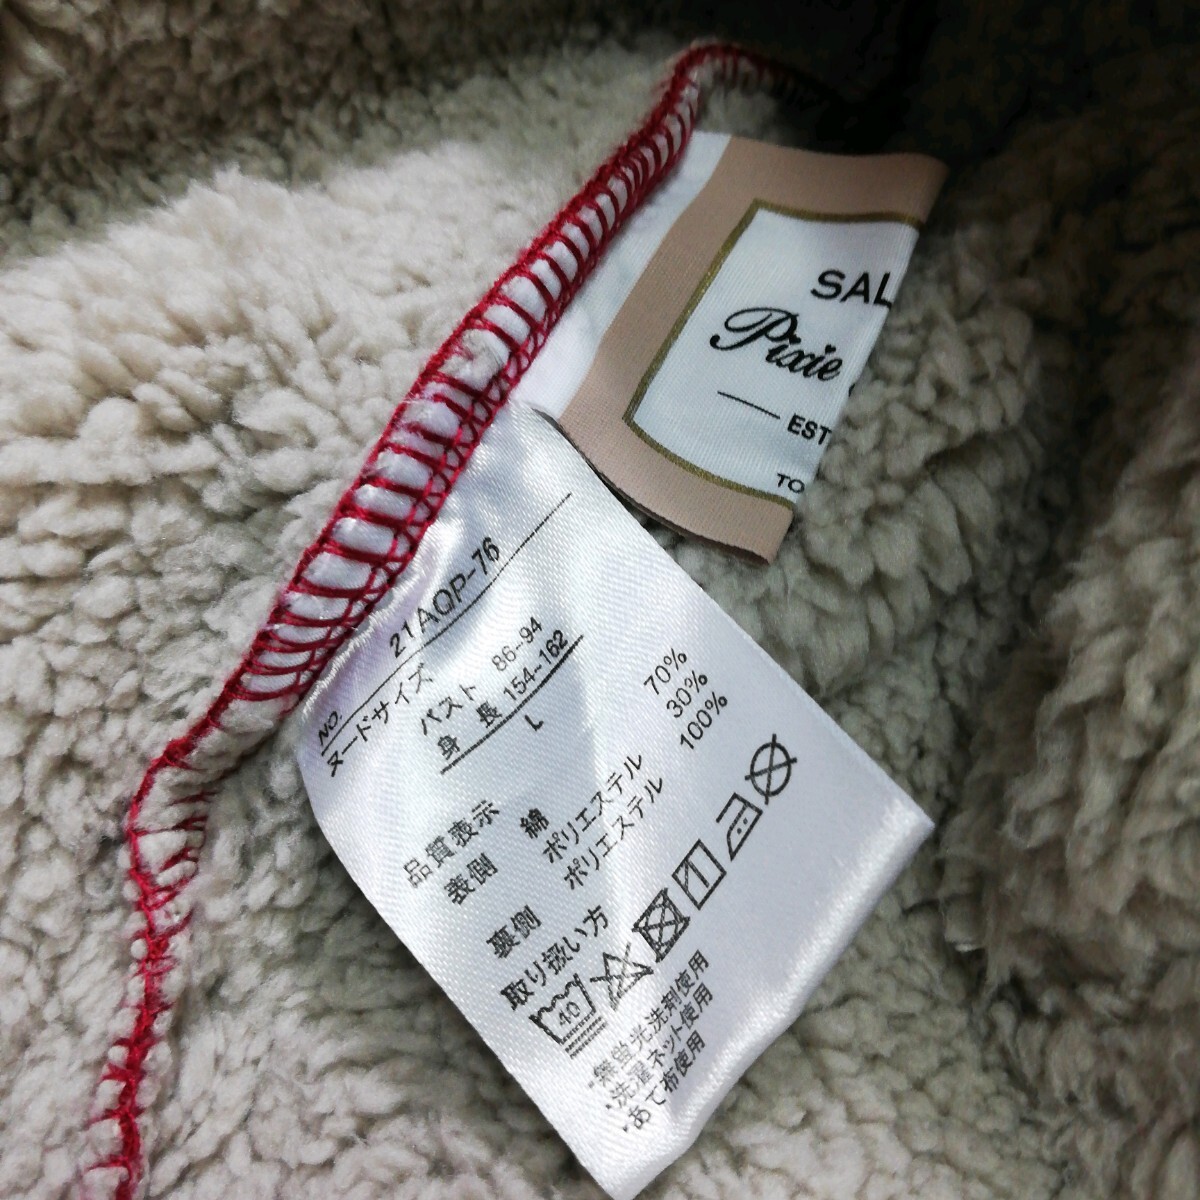 SAL
Pixie
EST
TO
NO. 21AQP-76
ヌードサイズ
バスト 86~94
身 長 154~162
L
品質表示
表側 綿 70%
ポリエステル 30%
裏側 ポリエステル 100%
取り扱い方
40
・無蛍光洗剤使用
・洗濯ネット使用
・あて布使用